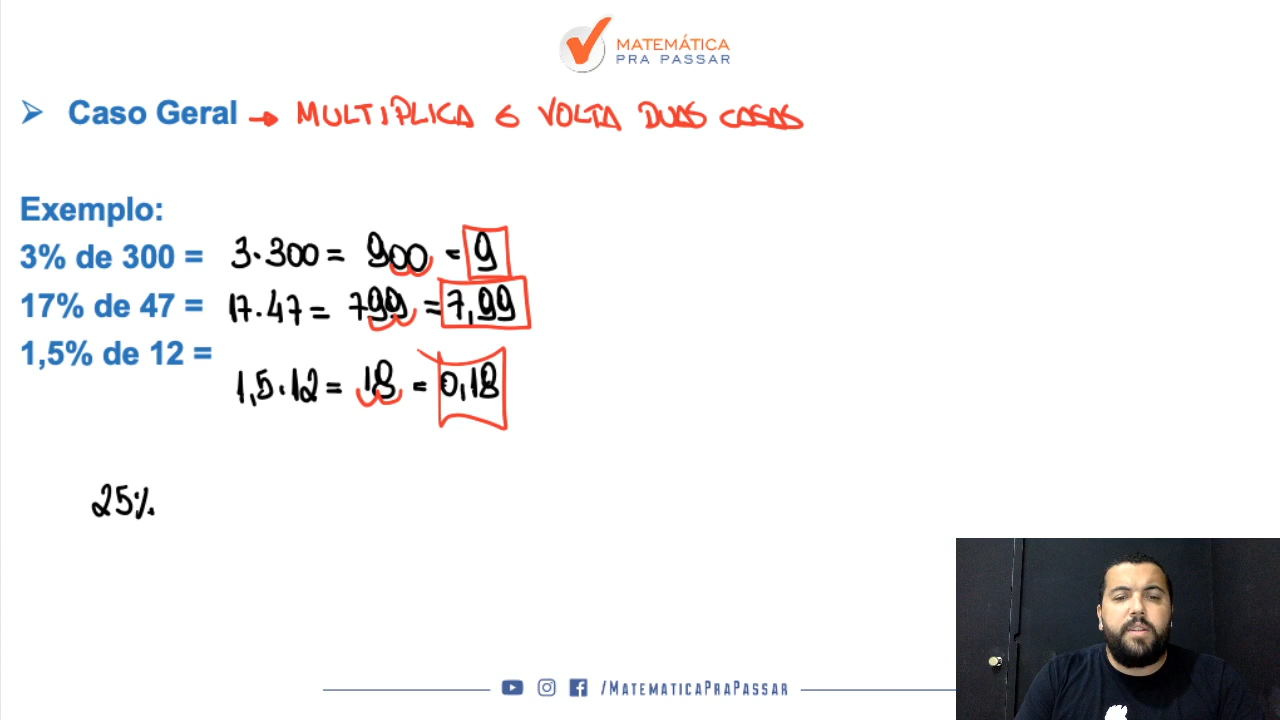 MATEMÁTICA
PRA PASSAR
➢ Caso Geral → MULTIPLICA E VOLTA DUAS CASAS
Exemplo:
3% de 300 = 3·300 = 900 = 9
17% de 47 = 17·47 = 799 = 7,99
1,5% de 12 =
1,5·12 = 18 = 0,18
25%
/MatematicaPraPassar